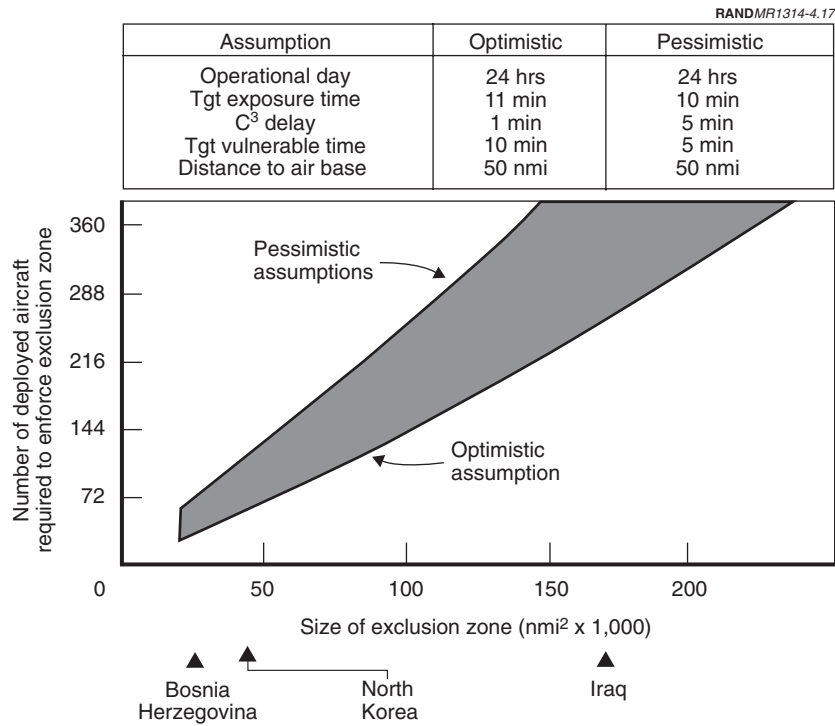 RANDMR1314-4.17
Assumption Optimistic Pessimistic
Operational day 24 hrs 24 hrs
Tgt exposure time 11 min 10 min
C³ delay 1 min 5 min
Tgt vulnerable time 10 min 5 min
Distance to air base 50 nmi 50 nmi
Number of deployed aircraft
required to enforce exclusion zone
360
288
216
144
72
Pessimistic
assumptions
Optimistic
assumption
0 50 100 150 200
Size of exclusion zone (nmi² x 1,000)
Bosnia
Herzegovina
North
Korea
Iraq